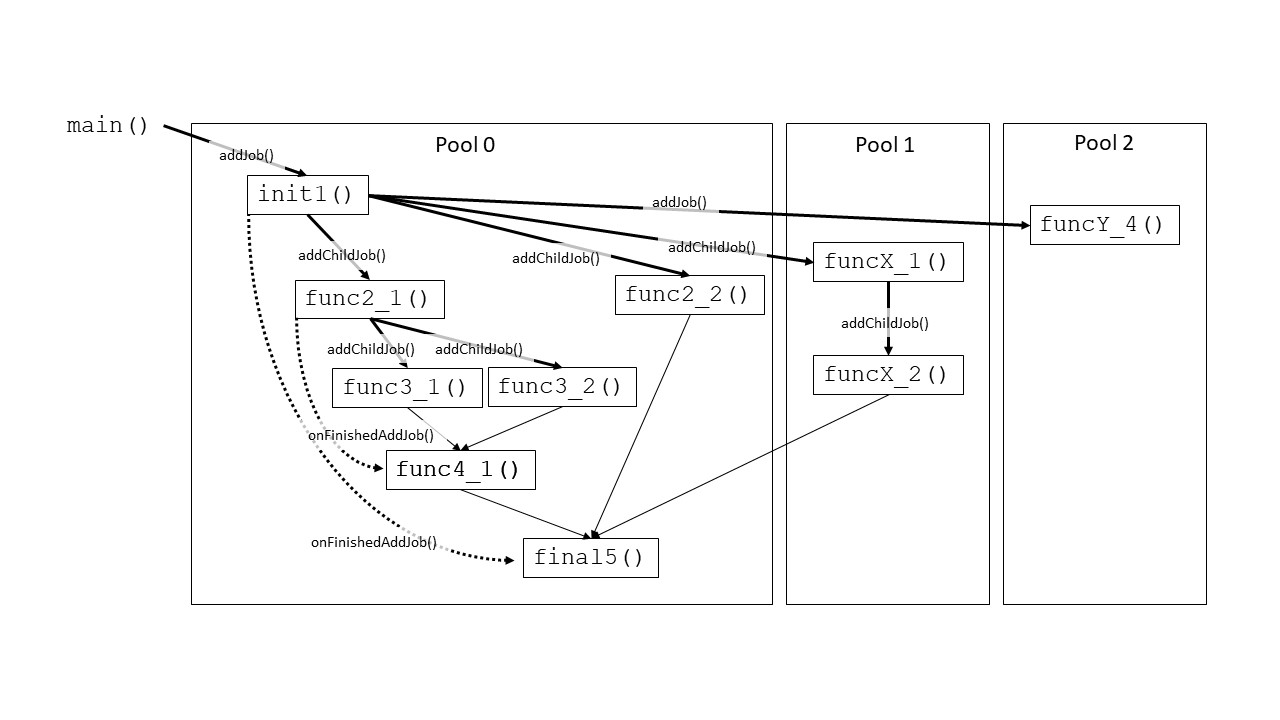 main()
Pool 0
Pool 1
Pool 2
addJob()
init1()
addJob()
funcY_4()
addChildJob()
addChildJob()
addChildJob()
funcX_1()
func2_1()
func2_2()
addChildJob()
addChildJob()
addChildJob()
func3_1()
func3_2()
funcX_2()
onFinishedAddJob()
func4_1()
onFinishedAddJob()
final5()